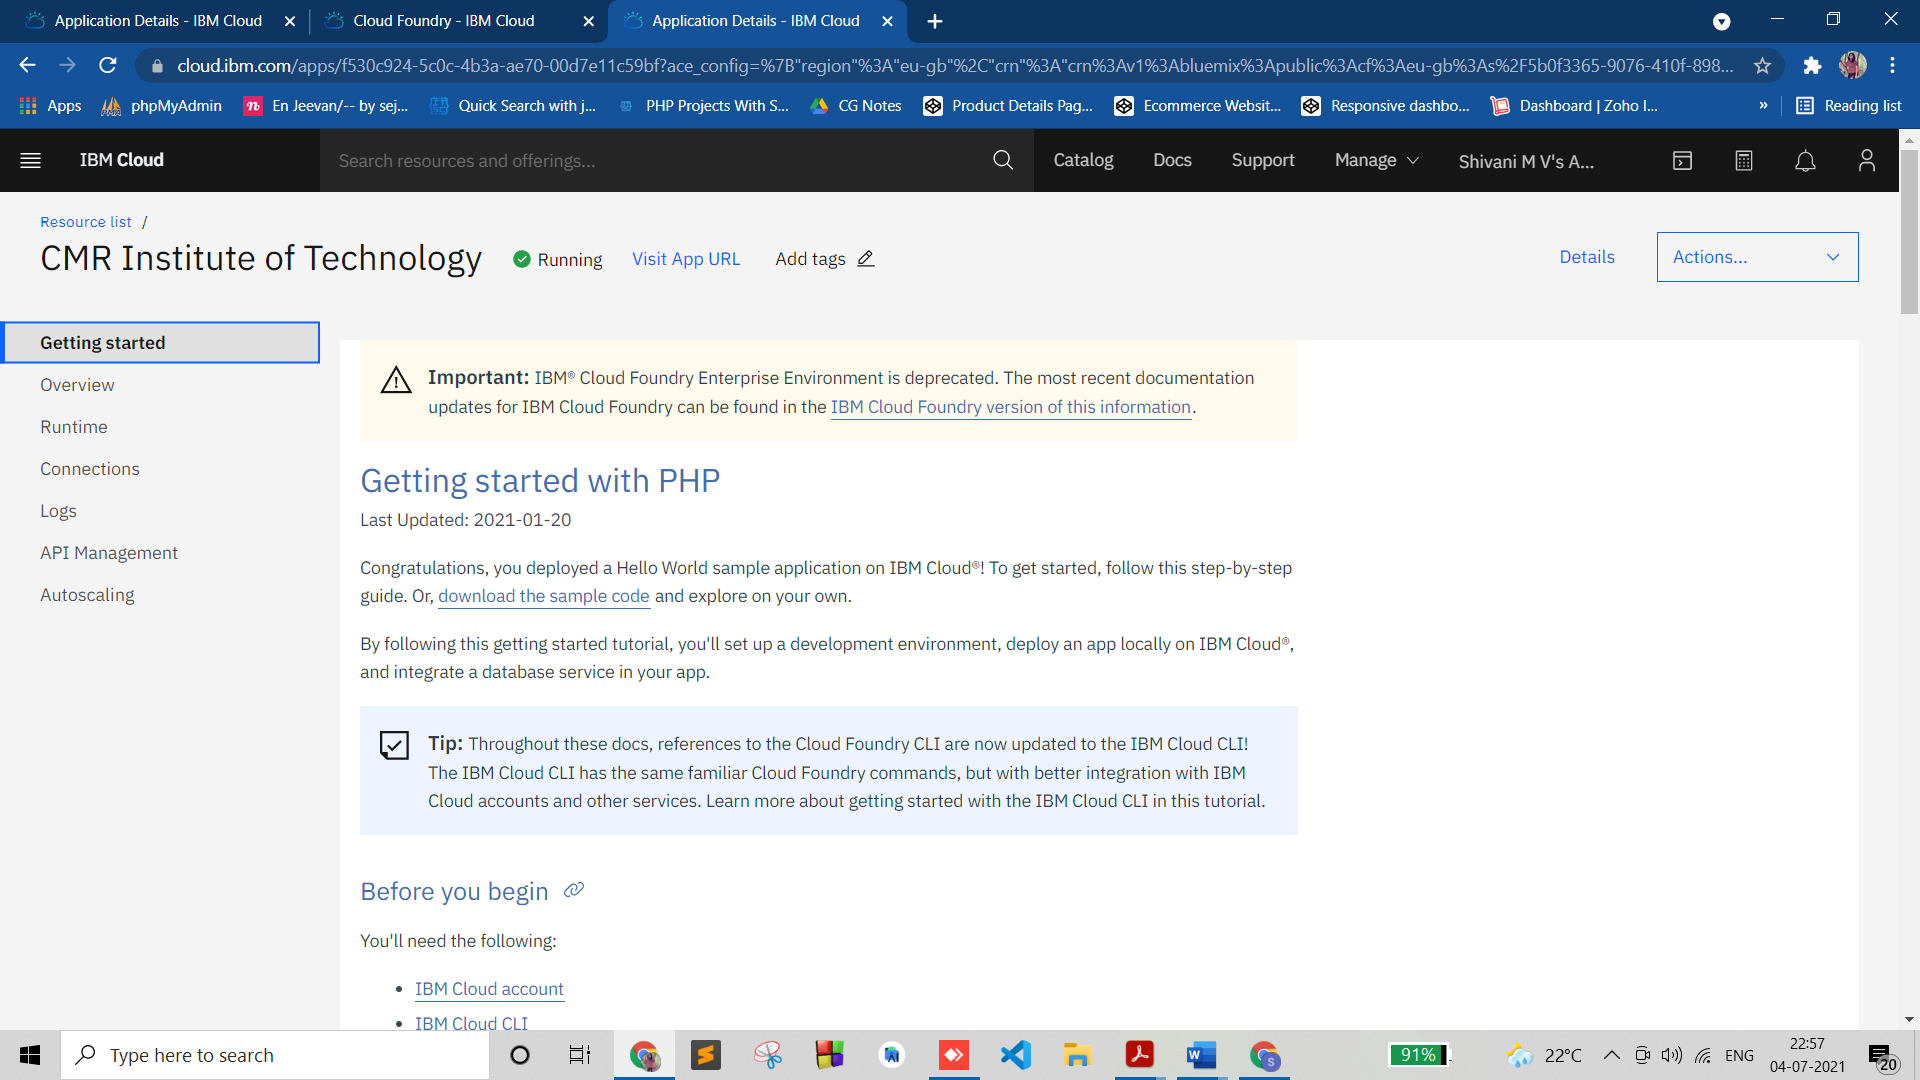 Application Details - IBM Cloud
Cloud Foundry - IBM Cloud
Application Details - IBM Cloud
cloud.ibm.com/apps/f530c924-5c0c-4b3a-ae70-00d7e11c59bf?ace_config=%7B"region"%3A"eu-gb"%2C"crn"%3A"crn%3Av1%3Abluemix%3Apublic%3Acf%3Aeu-gb%3As%2F5b0f3365-9076-410f-898...
Apps
phpMyAdmin
En Jeevan/-- by sej...
Quick Search with j...
PHP Projects With S...
CG Notes
Product Details Pag...
Ecommerce Websit...
Responsive dashbo...
Dashboard | Zoho I...
»
Reading list
IBM Cloud
Search resources and offerings...
Catalog
Docs
Support
Manage
Shivani M V's A...
Resource list /
CMR Institute of Technology
Running
Visit App URL
Add tags
Details
Actions...
Getting started
Overview
Runtime
Connections
Logs
API Management
Autoscaling
Important: IBM® Cloud Foundry Enterprise Environment is deprecated. The most recent documentation
updates for IBM Cloud Foundry can be found in the IBM Cloud Foundry version of this information.
Getting started with PHP
Last Updated: 2021-01-20
Congratulations, you deployed a Hello World sample application on IBM Cloud®! To get started, follow this step-by-step
guide. Or, download the sample code and explore on your own.
By following this getting started tutorial, you'll set up a development environment, deploy an app locally on IBM Cloud®,
and integrate a database service in your app.
Tip: Throughout these docs, references to the Cloud Foundry CLI are now updated to the IBM Cloud CLI!
The IBM Cloud CLI has the same familiar Cloud Foundry commands, but with better integration with IBM
Cloud accounts and other services. Learn more about getting started with the IBM Cloud CLI in this tutorial.
Before you begin
You'll need the following:
• IBM Cloud account
• IBM Cloud CLI
Type here to search
91%
22°C
ENG
22:57
04-07-2021
20